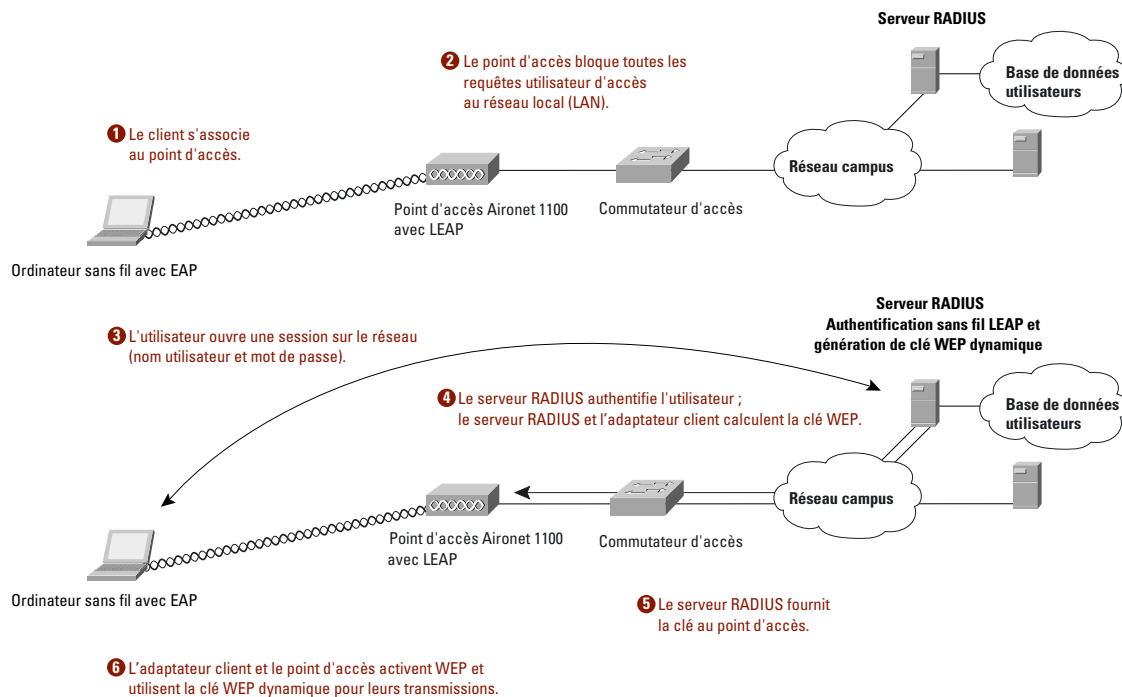 Serveur RADIUS
2 Le point d'accès bloque toutes les
requêtes utilisateur d'accès
au réseau local (LAN).
Base de données
utilisateurs
1 Le client s'associe
au point d'accès.
Réseau campus
Point d'accès Aironet 1100
avec LEAP
Commutateur d'accès
Ordinateur sans fil avec EAP
Serveur RADIUS
Authentification sans fil LEAP et
génération de clé WEP dynamique
3 L'utilisateur ouvre une session sur le réseau
(nom utilisateur et mot de passe).
4 Le serveur RADIUS authentifie l'utilisateur ;
le serveur RADIUS et l'adaptateur client calculent la clé WEP.
Base de données
utilisateurs
Réseau campus
Point d'accès Aironet 1100
avec LEAP
Commutateur d'accès
Ordinateur sans fil avec EAP
5 Le serveur RADIUS fournit
la clé au point d'accès.
6 L'adaptateur client et le point d'accès activent WEP et
utilisent la clé WEP dynamique pour leurs transmissions.